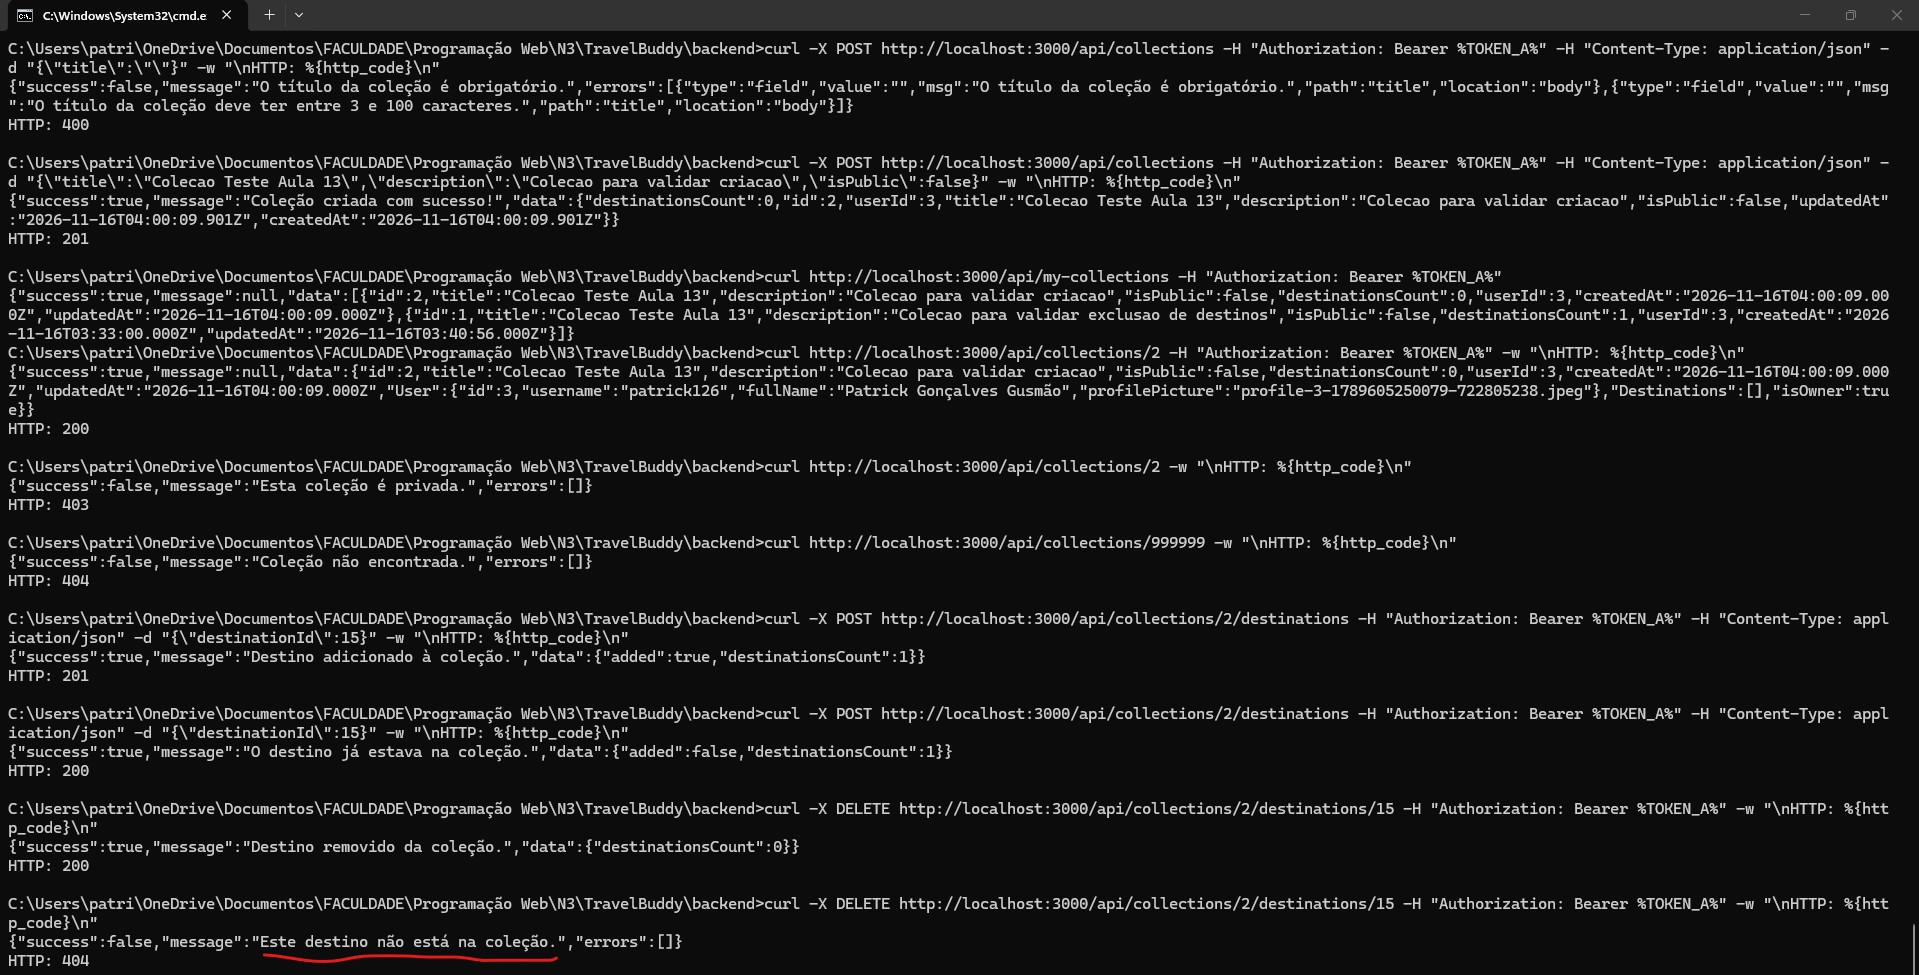 C:\Windows\System32\cmd.e
C:\Users\patri\OneDrive\Documentos\FACULDADE\Programação Web\N3\TravelBuddy\backend>curl -X POST http://localhost:3000/api/collections -H "Authorization: Bearer %TOKEN_A%" -H "Content-Type: application/json" -
d "{\"title\":\"\"}" -w "\nHTTP: %{http_code}\n"
{"success":false,"message":"O título da coleção é obrigatório.","errors":[{"type":"field","value":"","msg":"O título da coleção é obrigatório.","path":"title","location":"body"},{"type":"field","value":"","msg
":"O título da coleção deve ter entre 3 e 100 caracteres.","path":"title","location":"body"}]}
HTTP: 400
C:\Users\patri\OneDrive\Documentos\FACULDADE\Programação Web\N3\TravelBuddy\backend>curl -X POST http://localhost:3000/api/collections -H "Authorization: Bearer %TOKEN_A%" -H "Content-Type: application/json" -
d "{\"title\":\"Colecao Teste Aula 13\",\"description\":\"Colecao para validar criacao\",\"isPublic\":false}" -w "\nHTTP: %{http_code}\n"
{"success":true,"message":"Coleção criada com sucesso!","data":{"destinationsCount":0,"id":2,"userId":3,"title":"Colecao Teste Aula 13","description":"Colecao para validar criacao","isPublic":false,"updatedAt"
:"2026-11-16T04:00:09.901Z","createdAt":"2026-11-16T04:00:09.901Z"}}
HTTP: 201
C:\Users\patri\OneDrive\Documentos\FACULDADE\Programação Web\N3\TravelBuddy\backend>curl http://localhost:3000/api/my-collections -H "Authorization: Bearer %TOKEN_A%"
{"success":true,"message":null,"data":[{"id":2,"title":"Colecao Teste Aula 13","description":"Colecao para validar criacao","isPublic":false,"destinationsCount":0,"userId":3,"createdAt":"2026-11-16T04:00:09.00
0Z","updatedAt":"2026-11-16T04:00:09.000Z"},{"id":1,"title":"Colecao Teste Aula 13","description":"Colecao para validar exclusao de destinos","isPublic":false,"destinationsCount":1,"userId":3,"createdAt":"2026
-11-16T03:33:00.000Z","updatedAt":"2026-11-16T03:40:56.000Z"}]}
C:\Users\patri\OneDrive\Documentos\FACULDADE\Programação Web\N3\TravelBuddy\backend>curl http://localhost:3000/api/collections/2 -H "Authorization: Bearer %TOKEN_A%" -w "\nHTTP: %{http_code}\n"
{"success":true,"message":null,"data":{"id":2,"title":"Colecao Teste Aula 13","description":"Colecao para validar criacao","isPublic":false,"destinationsCount":0,"userId":3,"createdAt":"2026-11-16T04:00:09.000
Z","updatedAt":"2026-11-16T04:00:09.000Z","User":{"id":3,"username":"patrick126","fullName":"Patrick Gonçalves Gusmão","profilePicture":"profile-3-1789605250079-722805238.jpeg"},"Destinations":[],"isOwner":tru
e}}
HTTP: 200
C:\Users\patri\OneDrive\Documentos\FACULDADE\Programação Web\N3\TravelBuddy\backend>curl http://localhost:3000/api/collections/2 -w "\nHTTP: %{http_code}\n"
{"success":false,"message":"Esta coleção é privada.","errors":[]}
HTTP: 403
C:\Users\patri\OneDrive\Documentos\FACULDADE\Programação Web\N3\TravelBuddy\backend>curl http://localhost:3000/api/collections/999999 -w "\nHTTP: %{http_code}\n"
{"success":false,"message":"Coleção não encontrada.","errors":[]}
HTTP: 404
C:\Users\patri\OneDrive\Documentos\FACULDADE\Programação Web\N3\TravelBuddy\backend>curl -X POST http://localhost:3000/api/collections/2/destinations -H "Authorization: Bearer %TOKEN_A%" -H "Content-Type: appl
ication/json" -d "{\"destinationId\":15}" -w "\nHTTP: %{http_code}\n"
{"success":true,"message":"Destino adicionado à coleção.","data":{"added":true,"destinationsCount":1}}
HTTP: 201
C:\Users\patri\OneDrive\Documentos\FACULDADE\Programação Web\N3\TravelBuddy\backend>curl -X POST http://localhost:3000/api/collections/2/destinations -H "Authorization: Bearer %TOKEN_A%" -H "Content-Type: appl
ication/json" -d "{\"destinationId\":15}" -w "\nHTTP: %{http_code}\n"
{"success":true,"message":"O destino já estava na coleção.","data":{"added":false,"destinationsCount":1}}
HTTP: 200
C:\Users\patri\OneDrive\Documentos\FACULDADE\Programação Web\N3\TravelBuddy\backend>curl -X DELETE http://localhost:3000/api/collections/2/destinations/15 -H "Authorization: Bearer %TOKEN_A%" -w "\nHTTP: %{htt
p_code}\n"
{"success":true,"message":"Destino removido da coleção.","data":{"destinationsCount":0}}
HTTP: 200
C:\Users\patri\OneDrive\Documentos\FACULDADE\Programação Web\N3\TravelBuddy\backend>curl -X DELETE http://localhost:3000/api/collections/2/destinations/15 -H "Authorization: Bearer %TOKEN_A%" -w "\nHTTP: %{htt
p_code}\n"
{"success":false,"message":"Este destino não está na coleção.","errors":[]}
HTTP: 404